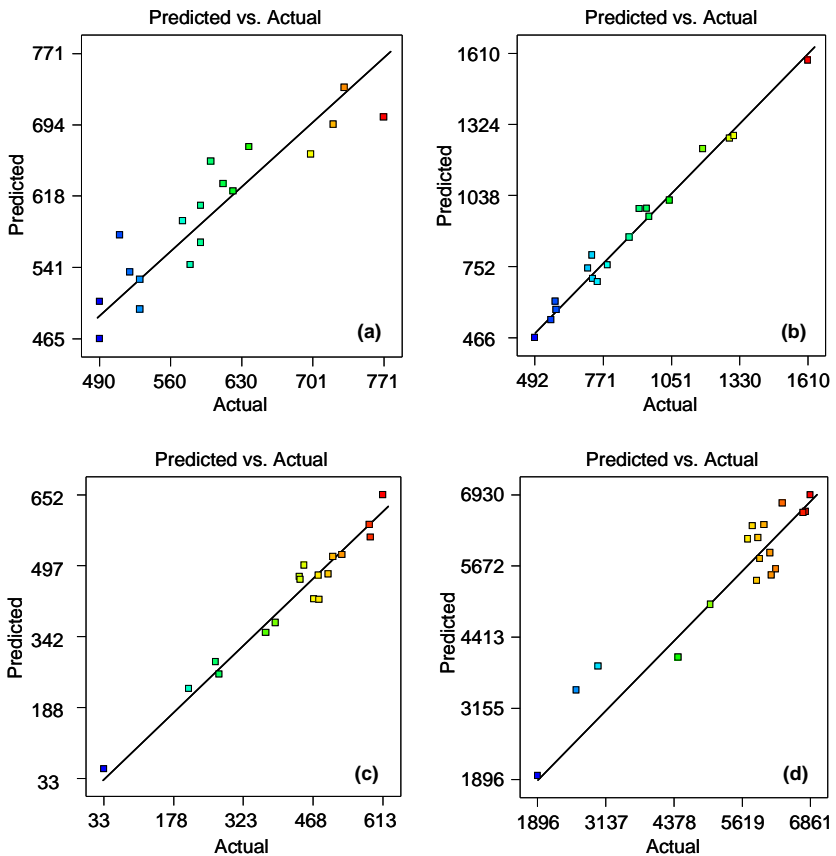 Predicted vs. Actual
771
694
618
541
465
Predicted
490 560 630 701 771
Actual
(a)
Predicted vs. Actual
1610
1324
1038
752
466
Predicted
492 771 1051 1330 1610
Actual
(b)
Predicted vs. Actual
652
497
342
188
33
Predicted
33 178 323 468 613
Actual
(c)
Predicted vs. Actual
6930
5672
4413
3155
1896
Predicted
1896 3137 4378 5619 6861
Actual
(d)